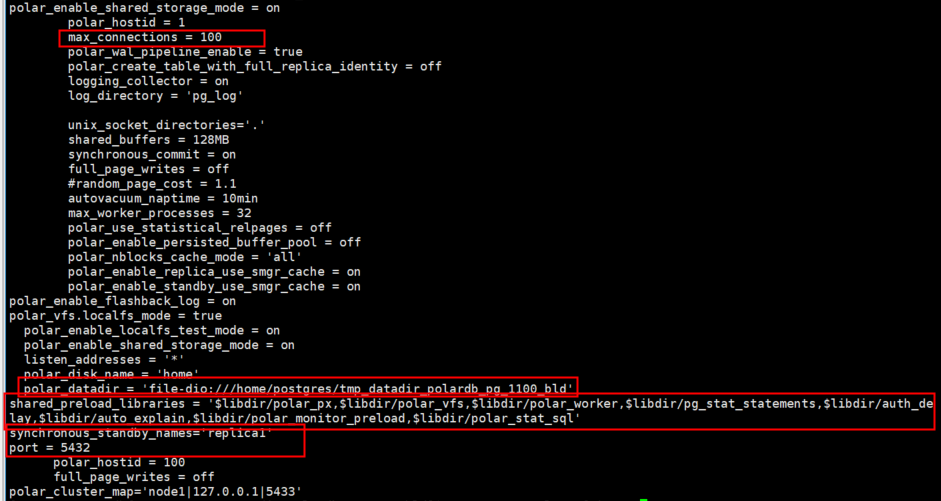 polar_enable_shared_storage_mode = on
polar_hostid = 1
max_connections = 100
polar_wal_pipeline_enable = true
polar_create_table_with_full_replica_identity = off
logging_collector = on
log_directory = 'pg_log'
unix_socket_directories='.'
shared_buffers = 128MB
synchronous_commit = on
full_page_writes = off
#random_page_cost = 1.1
autovacuum_naptime = 10min
max_worker_processes = 32
polar_use_statistical_relpages = off
polar_enable_persisted_buffer_pool = off
polar_nblocks_cache_mode = 'all'
polar_enable_replica_use_smgr_cache = on
polar_enable_standby_use_smgr_cache = on
polar_enable_flashback_log = on
polar_vfs.localfs_mode = true
polar_enable_localfs_test_mode = on
polar_enable_shared_storage_mode = on
listen_addresses = '*'
polar_disk_name = 'home'
polar_datadir = 'file-dio:///home/postgres/tmp_datadir_polardb_pg_1100_bld'
shared_preload_libraries = '$libdir/polar_px,$libdir/polar_vfs,$libdir/polar_worker,$libdir/pg_stat_statements,$libdir/auth_de
lay,$libdir/auto_explain,$libdir/polar_monitor_preload,$libdir/polar_stat_sql'
synchronous_standby_names='replica1'
port = 5432
polar_hostid = 100
full_page_writes = off
polar_cluster_map='node1|127.0.0.1|5433'